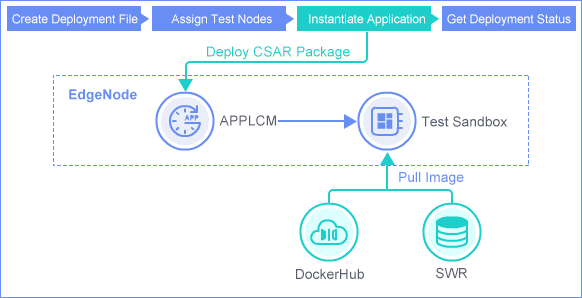 Create Deployment File
Assign Test Nodes
Instantiate Application
Get Deployment Status
Deploy CSAR Package
EdgeNode
APP
APPLCM
Test Sandbox
Pull Image
DockerHub
SWR